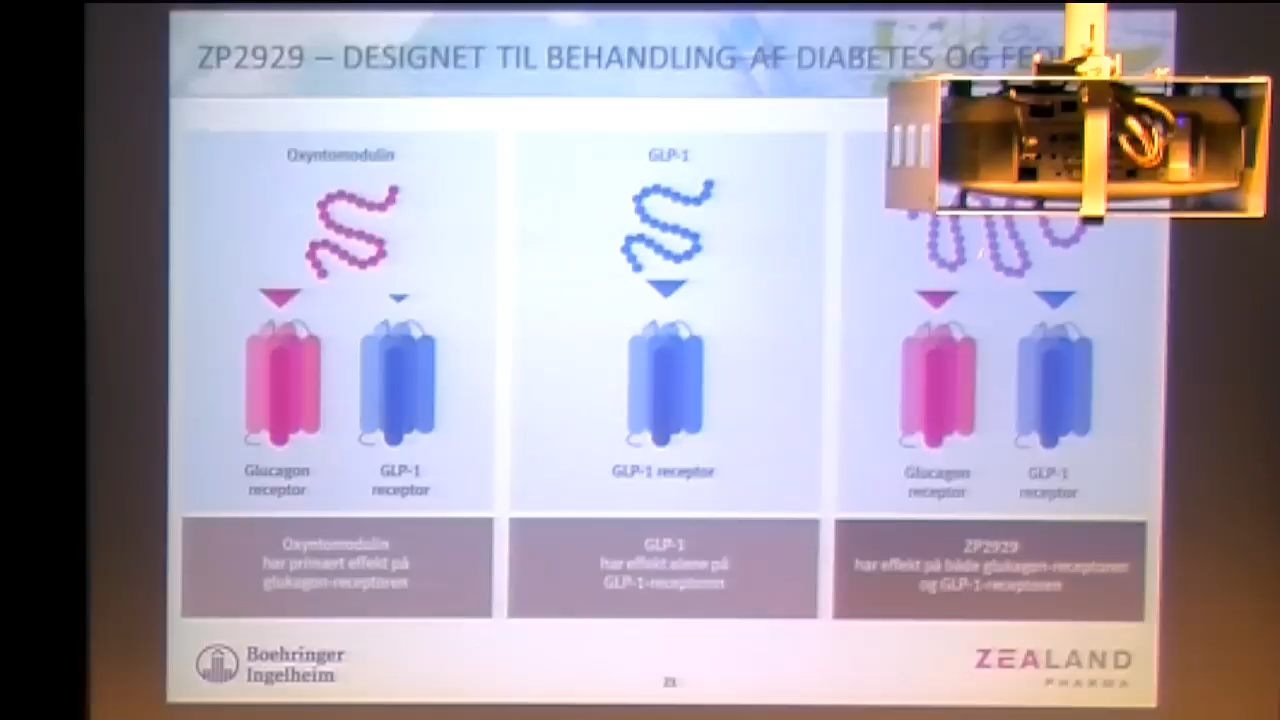 ZP2929 – DESIGNET TIL BEHANDLING AF DIABETES OG
Oxyntomodulin
GLP-1
Glucagon
receptor
GLP-1
receptor
GLP-1 receptor
Glucagon
receptor
GLP-1
receptor
Oxyntomodulin
har primært effekt på
glukagon-receptoren
GLP-1
har effekt alene på
GLP-1-receptoren
ZP2929
har effekt på både glukagon-receptoren
og GLP-1-receptoren
Boehringer
Ingelheim
21
ZEALAND
PHARMA